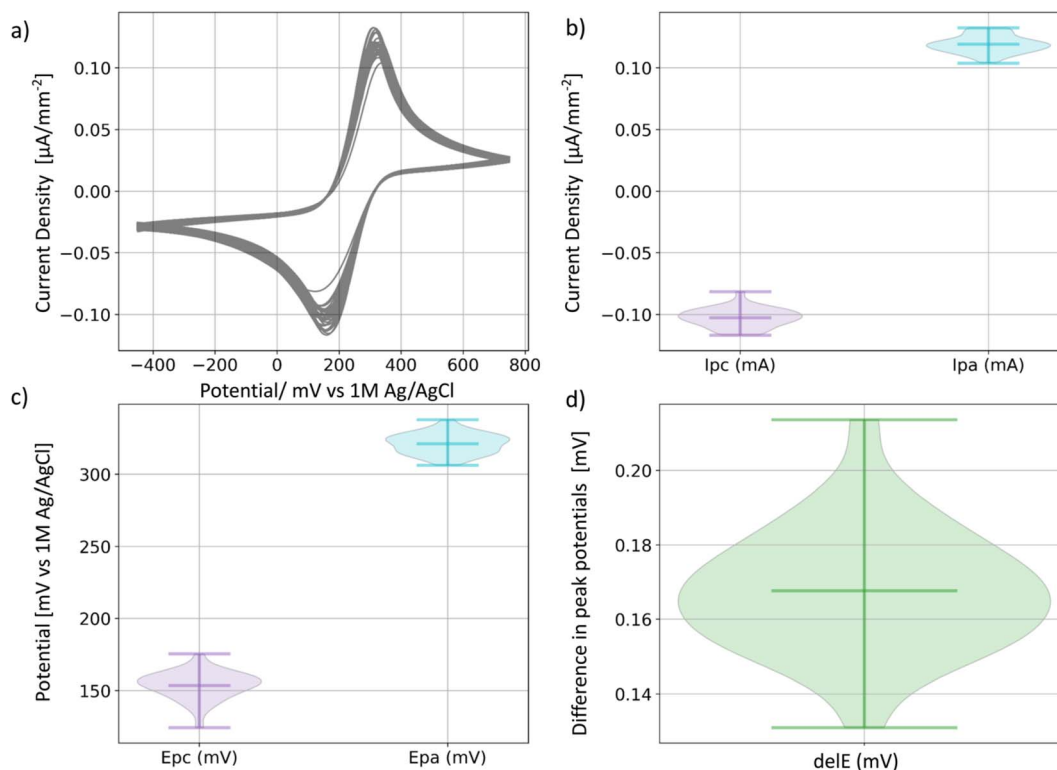 a)
Current Density [µA/mm⁻²]
0.10
0.05
0.00
−0.05
−0.10
−400 −200 0 200 400 600 800
Potential/ mV vs 1M Ag/AgCl
b)
Current Density [µA/mm⁻²]
0.10
0.05
0.00
−0.05
−0.10
Ipc (mA) Ipa (mA)
c)
Potential [mV vs 1M Ag/AgCl]
300
250
200
150
Epc (mV) Epa (mV)
d)
Difference in peak potentials [mV]
0.20
0.18
0.16
0.14
delE (mV)